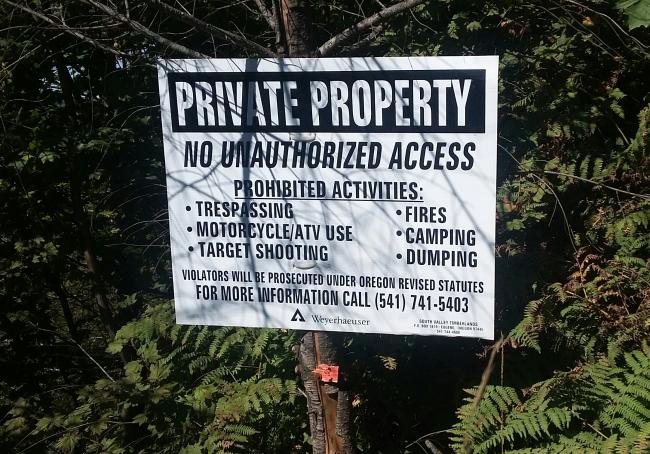 PRIVATE PROPERTY
NO UNAUTHORIZED ACCESS
PROHIBITED ACTIVITIES:
• TRESPASSING
• MOTORCYCLE/ATV USE
• TARGET SHOOTING
• FIRES
• CAMPING
• DUMPING
VIOLATORS WILL BE PROSECUTED UNDER OREGON REVISED STATUTES
FOR MORE INFORMATION CALL (541) 741-5403
Weyerhaeuser
SOUTH VALLEY TIMBERLANDS